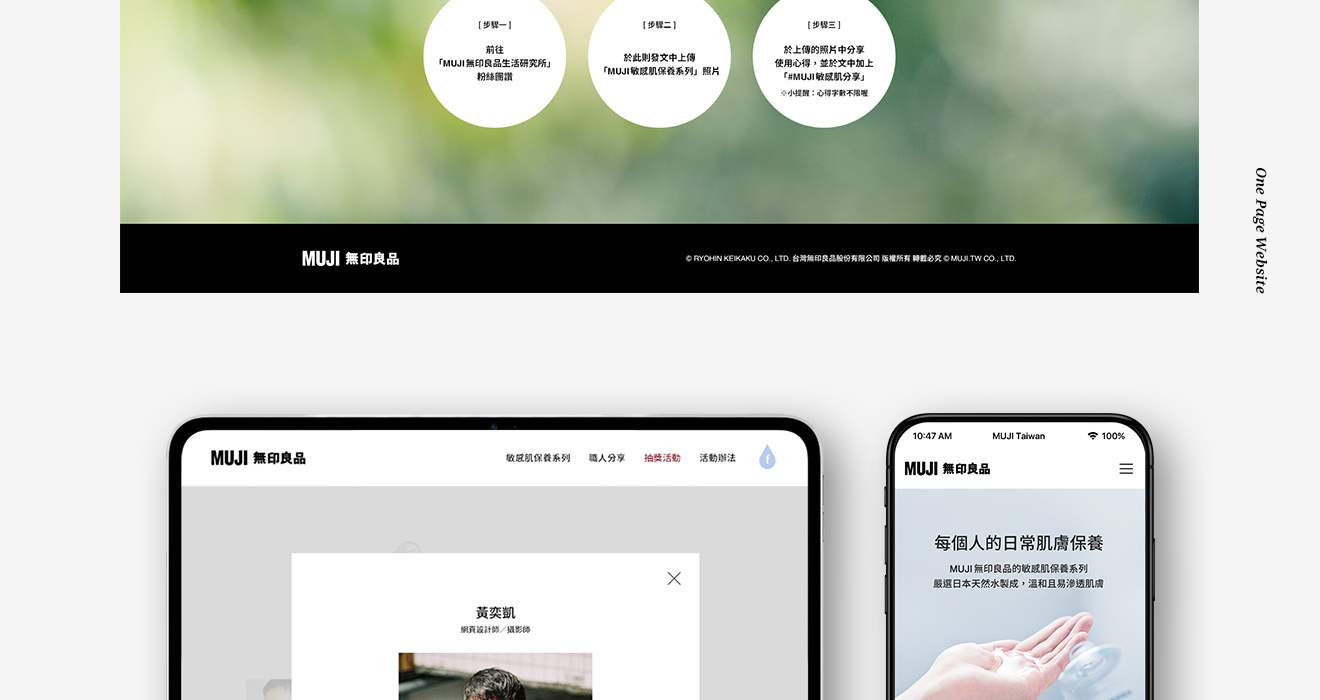 [ 步驟一 ]
前往
「MUJI 無印良品生活研究所」
粉絲團讚
[ 步驟二 ]
於此則發文中上傳
「MUJI 敏感肌保養系列」照片
[ 步驟三 ]
於上傳的照片中分享
使用心得，並於文中加上
「#MUJI 敏感肌分享」
※小提醒：心得字數不限喔
MUJI 無印良品
© RYOHIN KEIKAKU CO., LTD. 台灣無印良品股份有限公司 版權所有 轉載必究 © MUJI.TW CO., LTD.
One Page Website
MUJI 無印良品
敏感肌保養系列 職人分享 抽獎活動 活動辦法
f
黃奕凱
網頁設計師／攝影師
10:47 AM MUJI Taiwan 100%
MUJI 無印良品
每個人的日常肌膚保養
MUJI 無印良品的敏感肌保養系列
嚴選日本天然水製成，溫和且易滲透肌膚